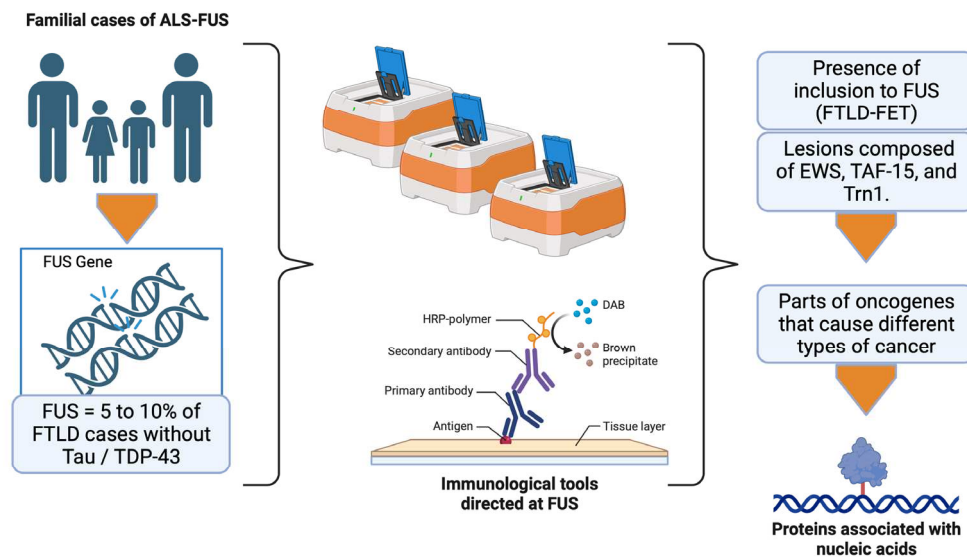 Familial cases of ALS-FUS
FUS Gene
FUS = 5 to 10% of
FTLD cases without
Tau / TDP-43
DAB
HRP-polymer
Brown
precipitate
Secondary antibody
Primary antibody
Antigen
Tissue layer
Immunological tools
directed at FUS
Presence of
inclusion to FUS
(FTLD-FET)
Lesions composed
of EWS, TAF-15, and
Trn1.
Parts of oncogenes
that cause different
types of cancer
Proteins associated with
nucleic acids